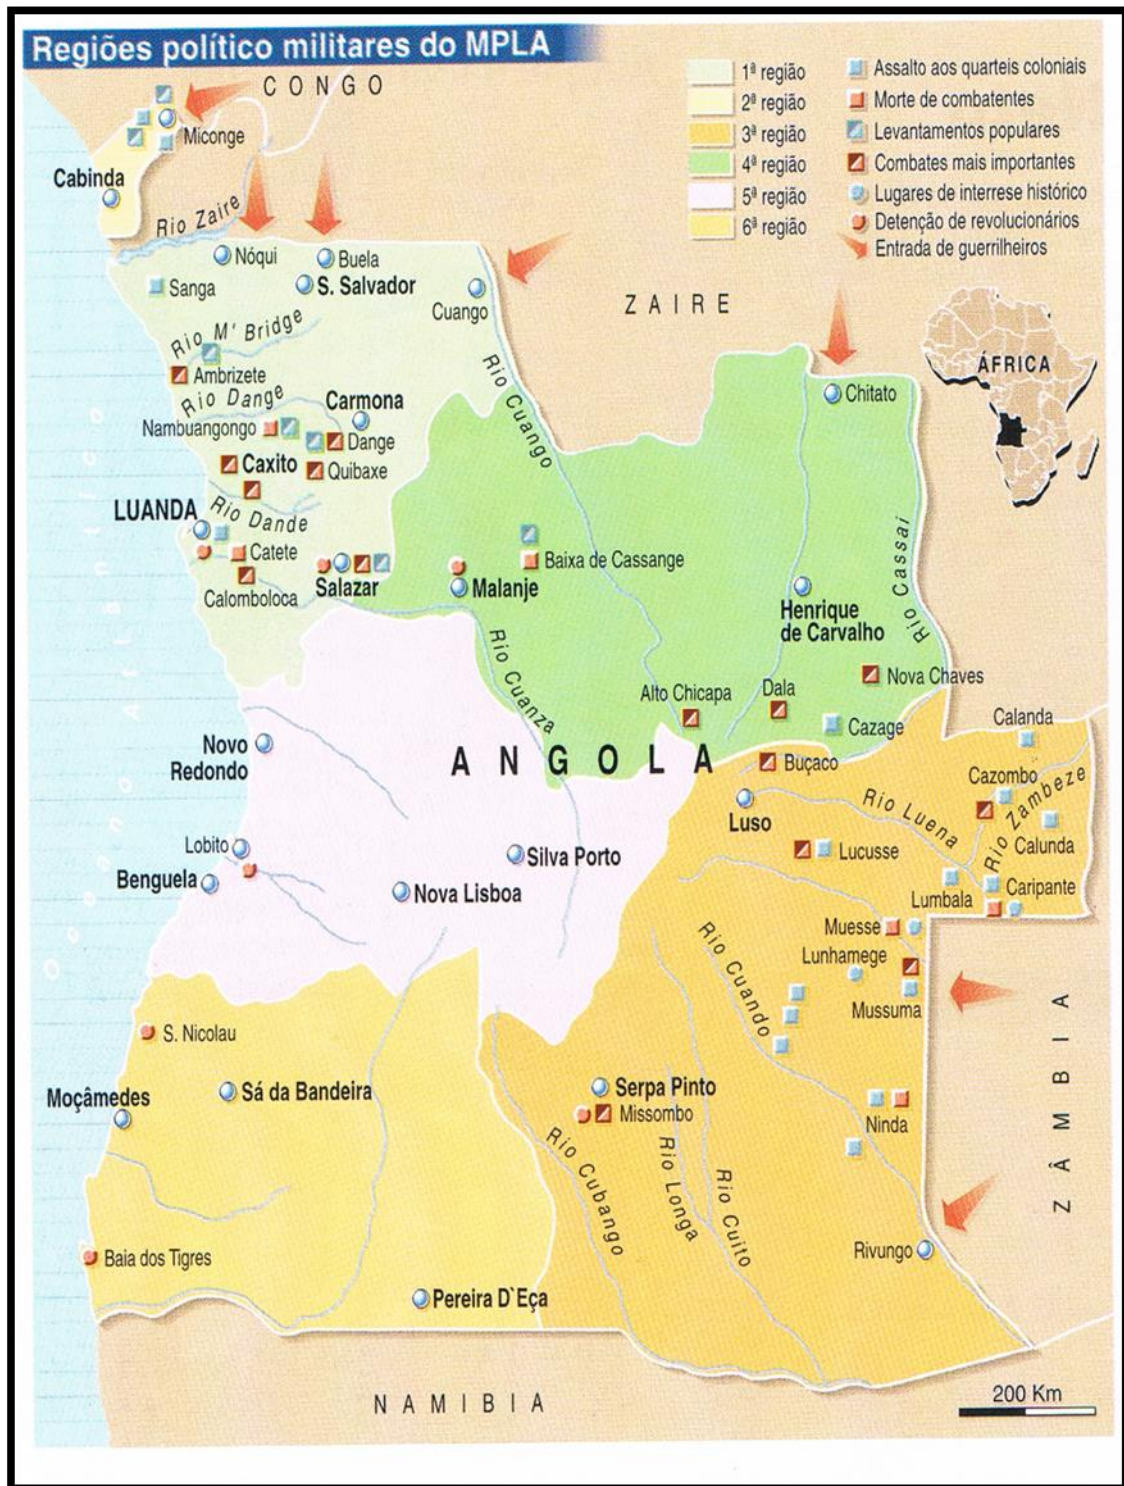 Regiões político militares do MPLA
CONGO
1ª região
2ª região
3ª região
4ª região
5ª região
6ª região
Assalto aos quarteis coloniais
Morte de combatentes
Levantamentos populares
Combates mais importantes
Lugares de interrese histórico
Detenção de revolucionários
Entrada de guerrilheiros
Miconge
Cabinda
Rio Zaire
Nóqui
Buela
Sanga
S. Salvador
Cuango
ZAIRE
Rio M' Bridge
ÁFRICA
Ambrizete
Rio Dange
Rio Cuango
Chitato
Carmona
Nambuangongo
Dange
Caxito
Quibaxe
LUANDA
Rio Dande
Rio Cassai
Catete
Baixa de Cassange
Calomboloca
Salazar
Malanje
Henrique
de Carvalho
Rio Cuanza
Nova Chaves
Alto Chicapa
Dala
Cazage
Calanda
Novo
Redondo
ANGOLA
Buçaco
Cazombo
Rio Zambeze
Luso
Rio Luena
Calunda
Lobito
Silva Porto
Lucusse
Benguela
Nova Lisboa
Lumbala
Caripante
Muesse
Rio Cuando
Lunhamege
Mussuma
Oceano Atlântico
S. Nicolau
ZÂMBIA
Moçâmedes
Sá da Bandeira
Serpa Pinto
Missombo
Ninda
Rio Cubango
Rio Longa
Rio Cuito
Baia dos Tigres
Rivungo
Pereira D`Eça
NAMIBIA
200 Km